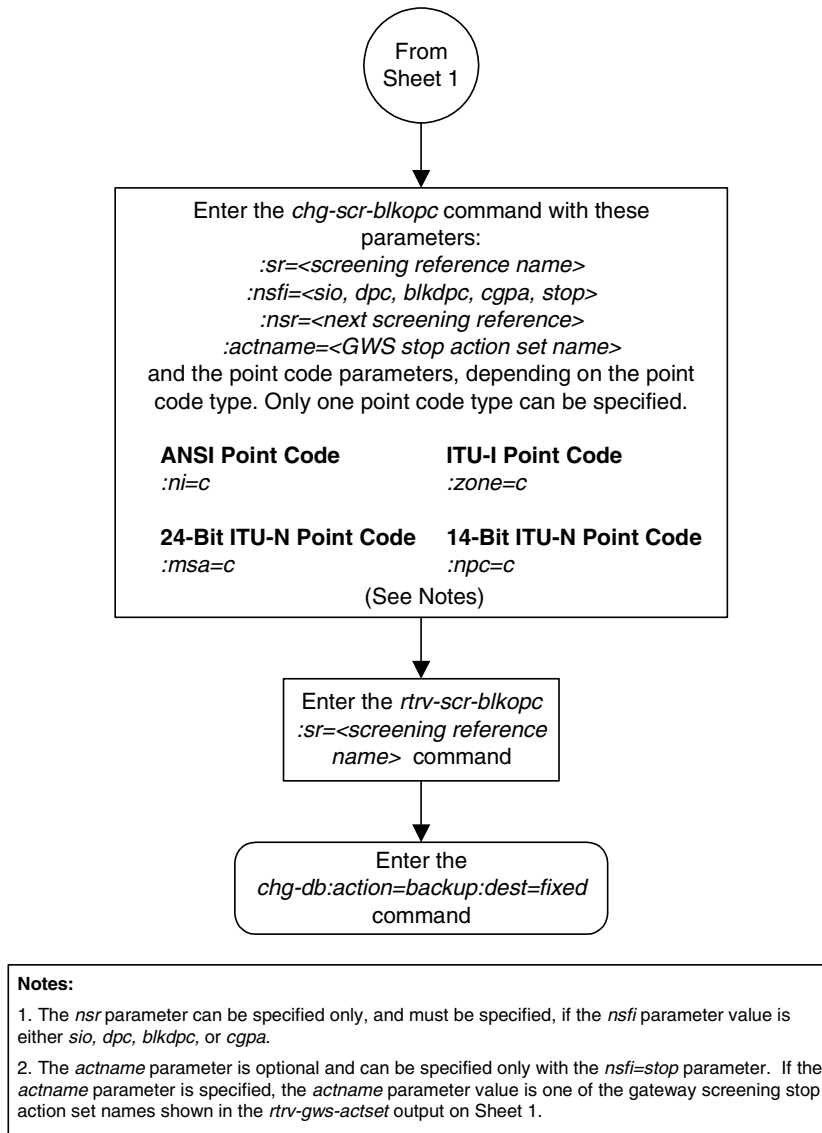 From
Sheet 1
Enter the chg-scr-blkopc command with these
parameters:
:sr=<screening reference name>
:nsfi=<sio, dpc, blkdpc, cgpa, stop>
:nsr=<next screening reference>
:actname=<GWS stop action set name>
and the point code parameters, depending on the point
code type. Only one point code type can be specified.
ANSI Point Code
:ni=c
ITU-I Point Code
:zone=c
24-Bit ITU-N Point Code
:msa=c
14-Bit ITU-N Point Code
:npc=c
(See Notes)
Enter the rtrv-scr-blkopc
:sr=<screening reference
name> command
Enter the
chg-db:action=backup:dest=fixed
command
Notes:
1. The nsr parameter can be specified only, and must be specified, if the nsfi parameter value is
either sio, dpc, blkdpc, or cgpa.
2. The actname parameter is optional and can be specified only with the nsfi=stop parameter. If the
actname parameter is specified, the actname parameter value is one of the gateway screening stop
action set names shown in the rtrv-gws-actset output on Sheet 1.